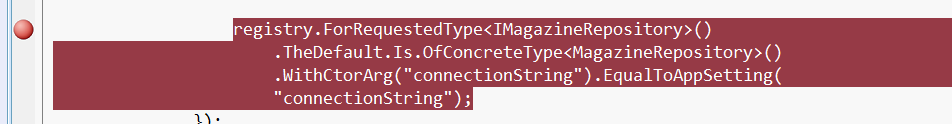 registry.ForRequestedType<IMagazineRepository>()
.TheDefault.Is.OfConcreteType<MagazineRepository>()
.WithCtorArg("connectionString").EqualToAppSetting(
"connectionString");
});